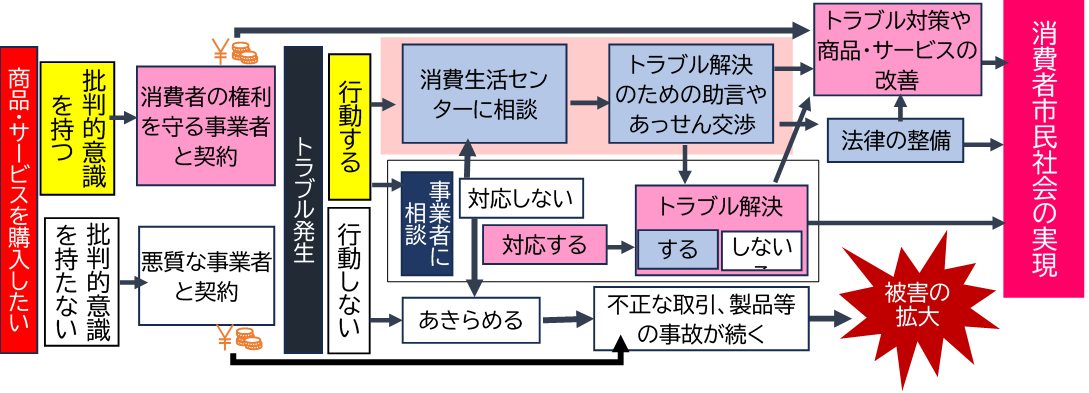 商品・サービスを購入したい
批判的意識
を持つ
消費者の権利
を守る事業者
と契約
批判的意識
を持たない
悪質な事業者
と契約
トラブル発生
行動する
行動しない
消費生活セン
ターに相談
トラブル解決
のための助言や
あっせん交渉
事業者に
相談
対応しない
対応する
トラブル解決
する
しない
あきらめる
不正な取引、製品等
の事故が続く
トラブル対策や
商品・サービスの
改善
法律の整備
消費者市民社会の実現
被害の
拡大